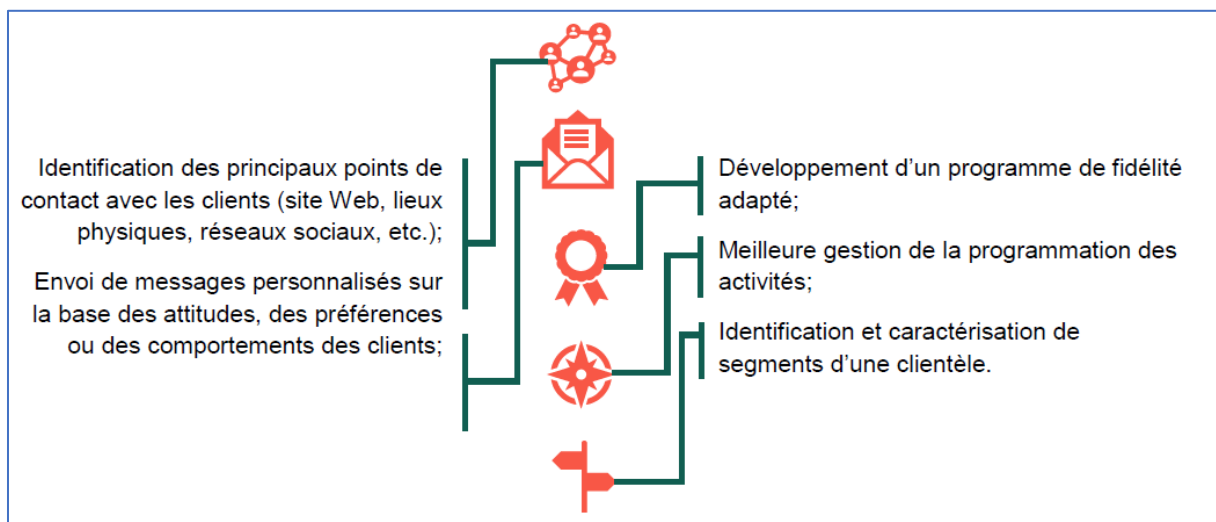 Identification des principaux points de
contact avec les clients (site Web, lieux
physiques, réseaux sociaux, etc.);
Envoi de messages personnalisés sur
la base des attitudes, des préférences
ou des comportements des clients;
Développement d’un programme de fidélité
adapté;
Meilleure gestion de la programmation des
activités;
Identification et caractérisation de
segments d’une clientèle.